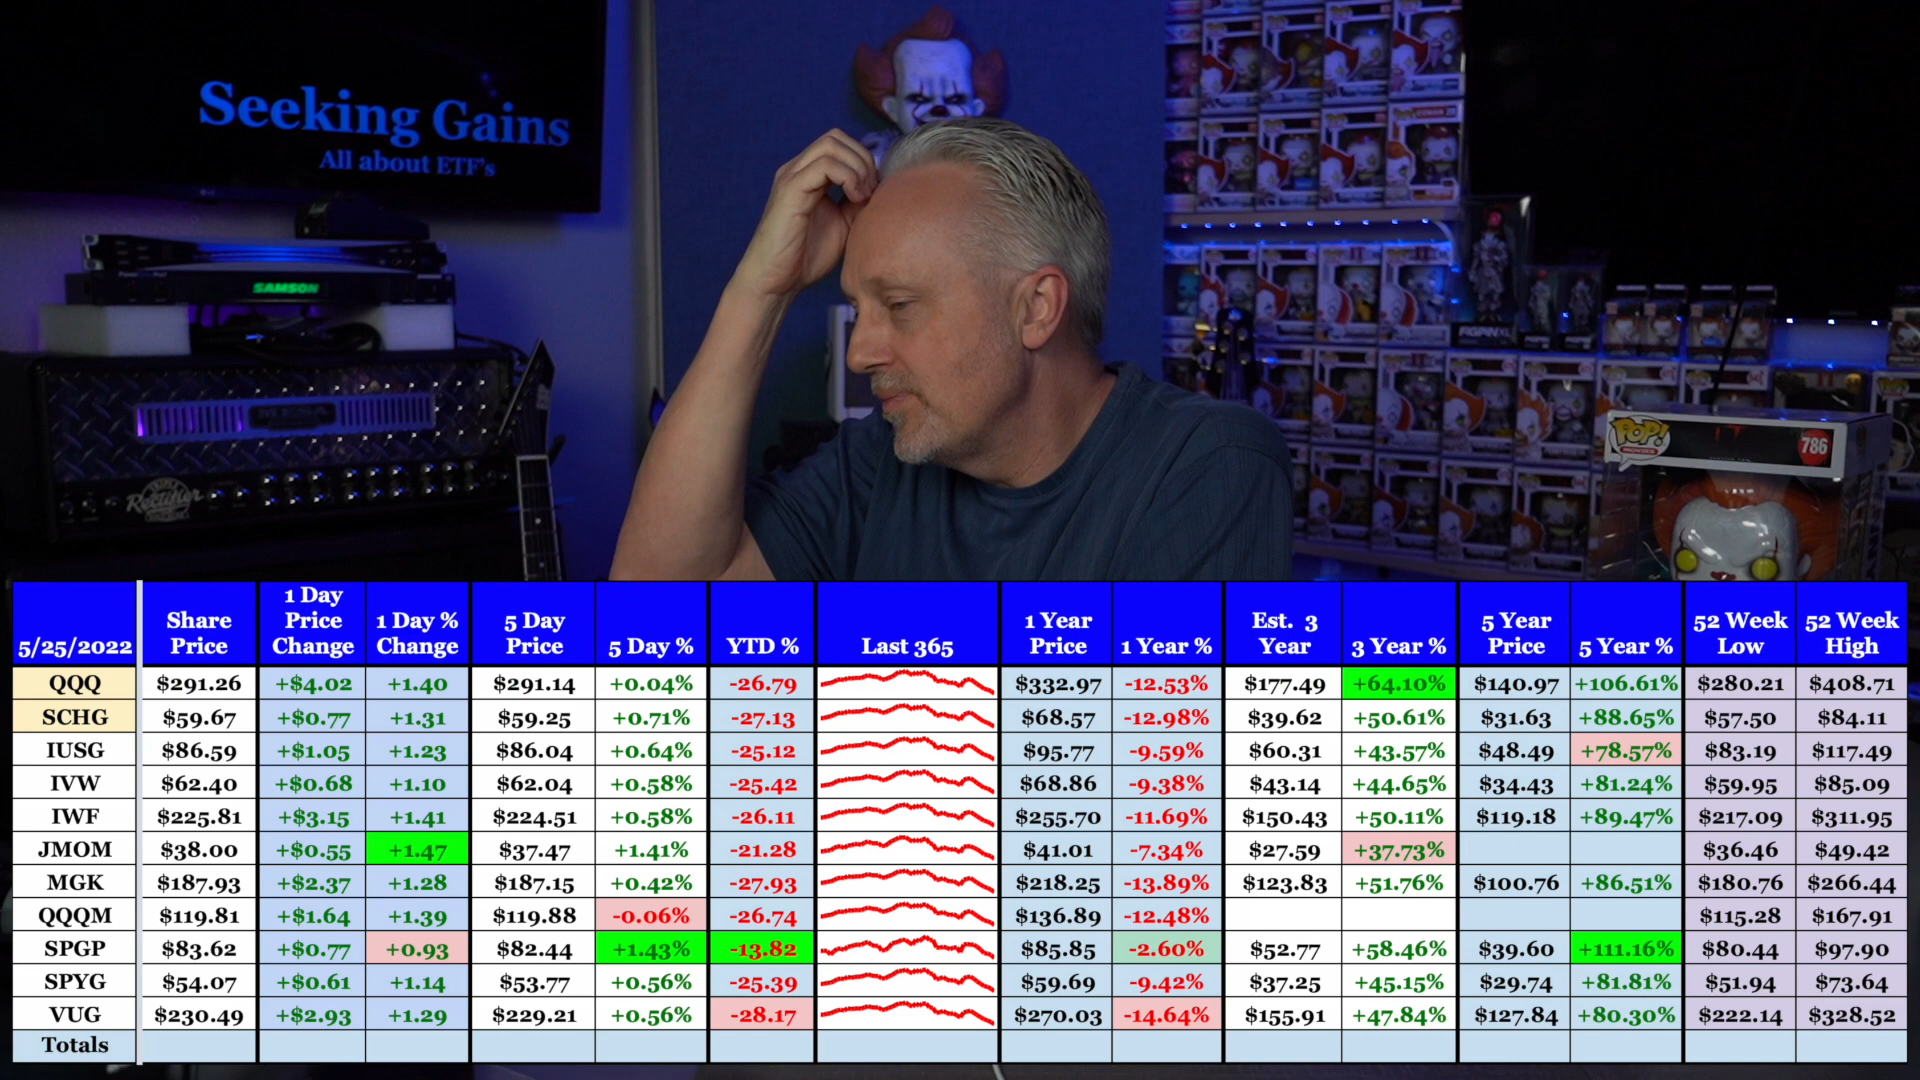 Seeking Gains
All about ETF's
SAMSON
MESA
Rectifier
FiGPiN XL
POP!
IT
786
5/25/2022 Share Price 1 Day Price Change 1 Day % Change 5 Day Price 5 Day % YTD % Last 365 1 Year Price 1 Year % Est. 3 Year 3 Year % 5 Year Price 5 Year % 52 Week Low 52 Week High
QQQ $291.26 +$4.02 +1.40 $291.14 +0.04% -26.79 $332.97 -12.53% $177.49 +64.10% $140.97 +106.61% $280.21 $408.71
SCHG $59.67 +$0.77 +1.31 $59.25 +0.71% -27.13 $68.57 -12.98% $39.62 +50.61% $31.63 +88.65% $57.50 $84.11
IUSG $86.59 +$1.05 +1.23 $86.04 +0.64% -25.12 $95.77 -9.59% $60.31 +43.57% $48.49 +78.57% $83.19 $117.49
IVW $62.40 +$0.68 +1.10 $62.04 +0.58% -25.42 $68.86 -9.38% $43.14 +44.65% $34.43 +81.24% $59.95 $85.09
IWF $225.81 +$3.15 +1.41 $224.51 +0.58% -26.11 $255.70 -11.69% $150.43 +50.11% $119.18 +89.47% $217.09 $311.95
JMOM $38.00 +$0.55 +1.47 $37.47 +1.41% -21.28 $41.01 -7.34% $27.59 +37.73% $36.46 $49.42
MGK $187.93 +$2.37 +1.28 $187.15 +0.42% -27.93 $218.25 -13.89% $123.83 +51.76% $100.76 +86.51% $180.76 $266.44
QQQM $119.81 +$1.64 +1.39 $119.88 -0.06% -26.74 $136.89 -12.48% $115.28 $167.91
SPGP $83.62 +$0.77 +0.93 $82.44 +1.43% -13.82 $85.85 -2.60% $52.77 +58.46% $39.60 +111.16% $80.44 $97.90
SPYG $54.07 +$0.61 +1.14 $53.77 +0.56% -25.39 $59.69 -9.42% $37.25 +45.15% $29.74 +81.81% $51.94 $73.64
VUG $230.49 +$2.93 +1.29 $229.21 +0.56% -28.17 $270.03 -14.64% $155.91 +47.84% $127.84 +80.30% $222.14 $328.52
Totals